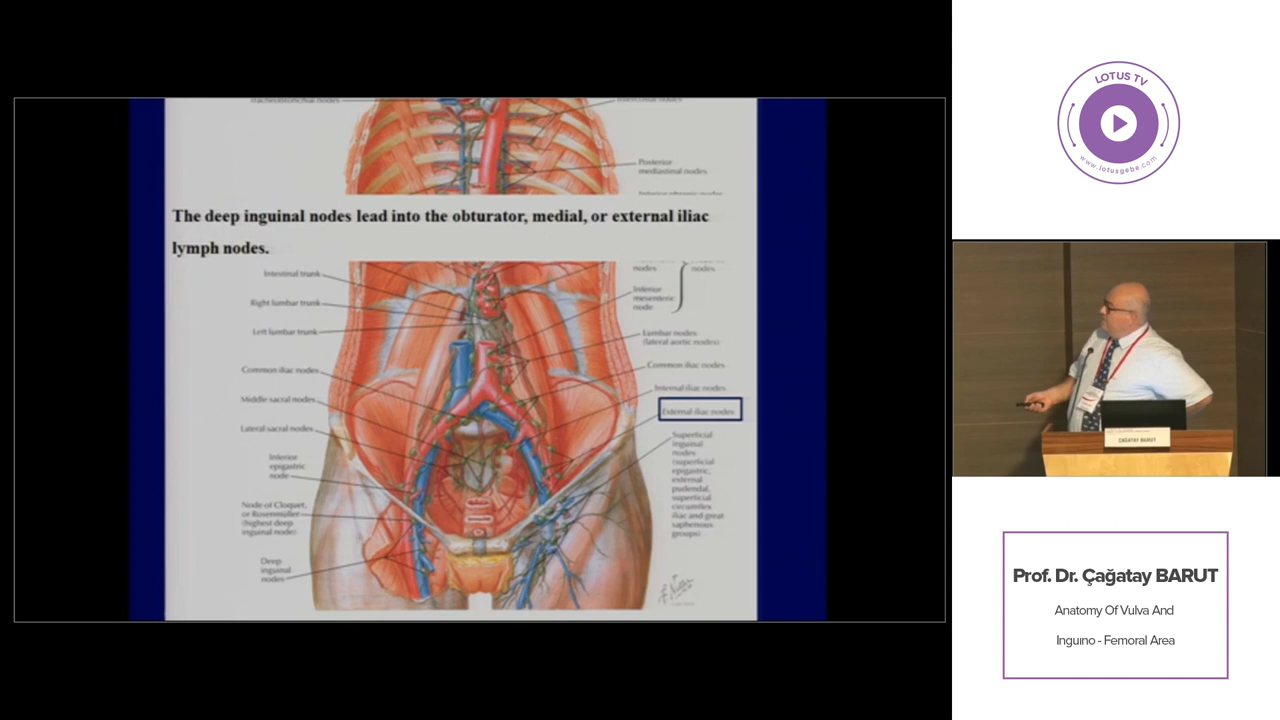 Tracheobronchial nodes
Intercostal nodes
Posterior
mediastinal nodes
The deep inguinal nodes lead into the obturator, medial, or external iliac
lymph nodes.
Intestinal trunk
Right lumbar trunk
Left lumbar trunk
Common iliac nodes
Middle sacral nodes
Lateral sacral nodes
Inferior
epigastric
node
Node of Cloquet,
or Rosenmüller
(highest deep
inguinal node)
Deep
inguinal
nodes
nodes
nodes
Inferior
mesenteric
node
Lumbar nodes
(lateral aortic nodes)
Common iliac nodes
Internal iliac nodes
External iliac nodes
Superficial
inguinal
nodes
(superficial
epigastric,
external
pudendal,
superficial
circumflex
iliac and great
saphenous
groups)
LOTUS TV
www.lotusgebe.com
ÇAĞATAY BARUT
Prof. Dr. Çağatay BARUT
Anatomy Of Vulva And
Inguıno - Femoral Area